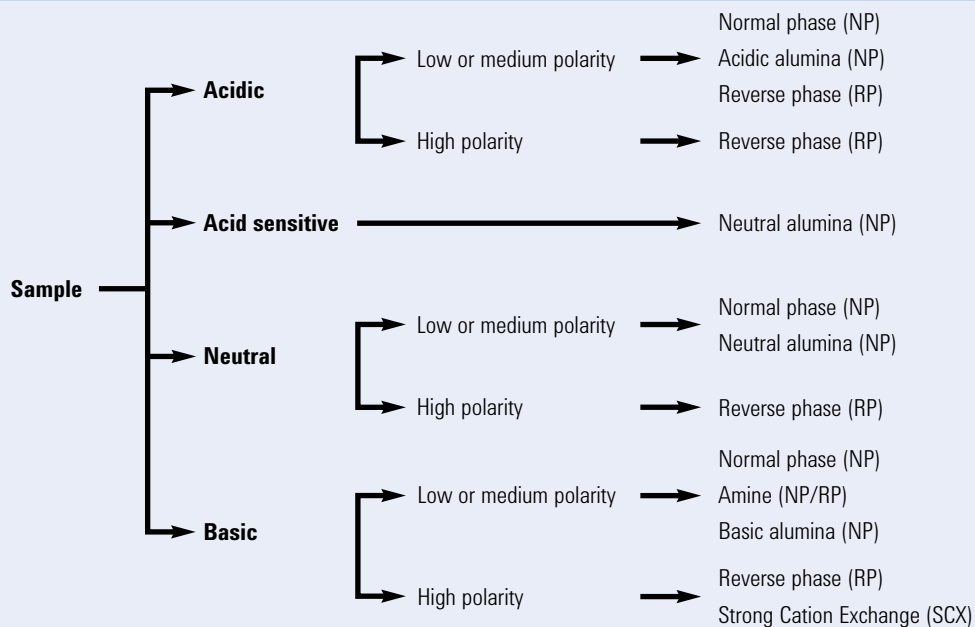 Sample
Acidic
Low or medium polarity
Normal phase (NP)
Acidic alumina (NP)
Reverse phase (RP)
High polarity
Reverse phase (RP)
Acid sensitive
Neutral alumina (NP)
Neutral
Low or medium polarity
Normal phase (NP)
Neutral alumina (NP)
High polarity
Reverse phase (RP)
Basic
Low or medium polarity
Normal phase (NP)
Amine (NP/RP)
Basic alumina (NP)
High polarity
Reverse phase (RP)
Strong Cation Exchange (SCX)